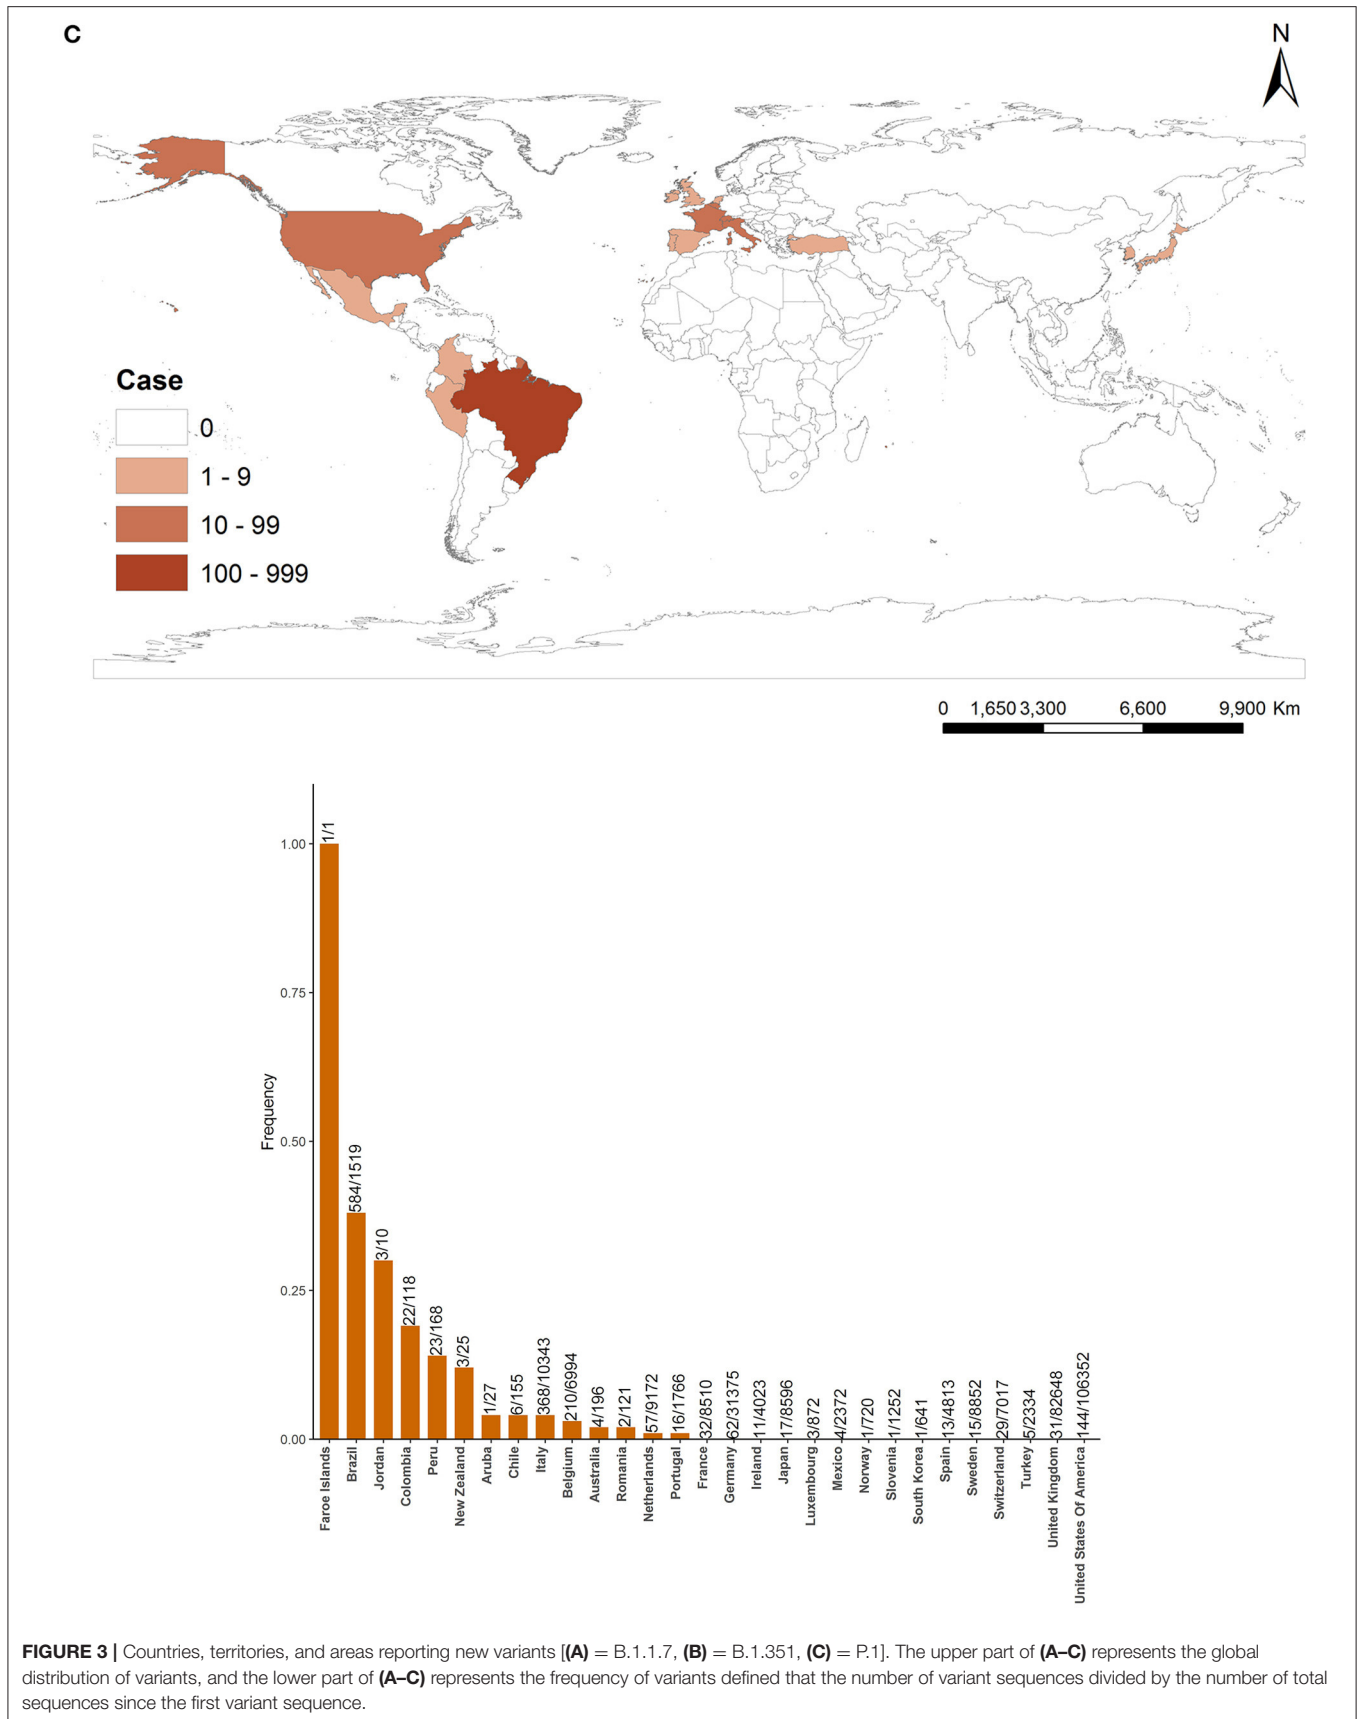 C
N
Case
0
1 - 9
10 - 99
100 - 999
0 1,650 3,300 6,600 9,900 Km
Frequency
1.00
0.75
0.50
0.25
0.00
1/1
584/1519
3/10
22/118
23/168
3/25
1/27
6/155
368/10343
210/6994
4/196
2/121
57/9172
16/1766
32/8510
62/31375
11/4023
17/8596
3/872
4/2372
1/720
1/1252
1/641
13/4813
15/8852
29/7017
5/2334
31/82648
144/106352
Faroe Islands
Brazil
Jordan
Colombia
Peru
New Zealand
Aruba
Chile
Italy
Belgium
Australia
Romania
Netherlands
Portugal
France
Germany
Ireland
Japan
Luxembourg
Mexico
Norway
Slovenia
South Korea
Spain
Sweden
Switzerland
Turkey
United Kingdom
United States Of America
FIGURE 3 | Countries, territories, and areas reporting new variants [(A) = B.1.1.7, (B) = B.1.351, (C) = P.1]. The upper part of (A–C) represents the global
distribution of variants, and the lower part of (A–C) represents the frequency of variants defined that the number of variant sequences divided by the number of total
sequences since the first variant sequence.